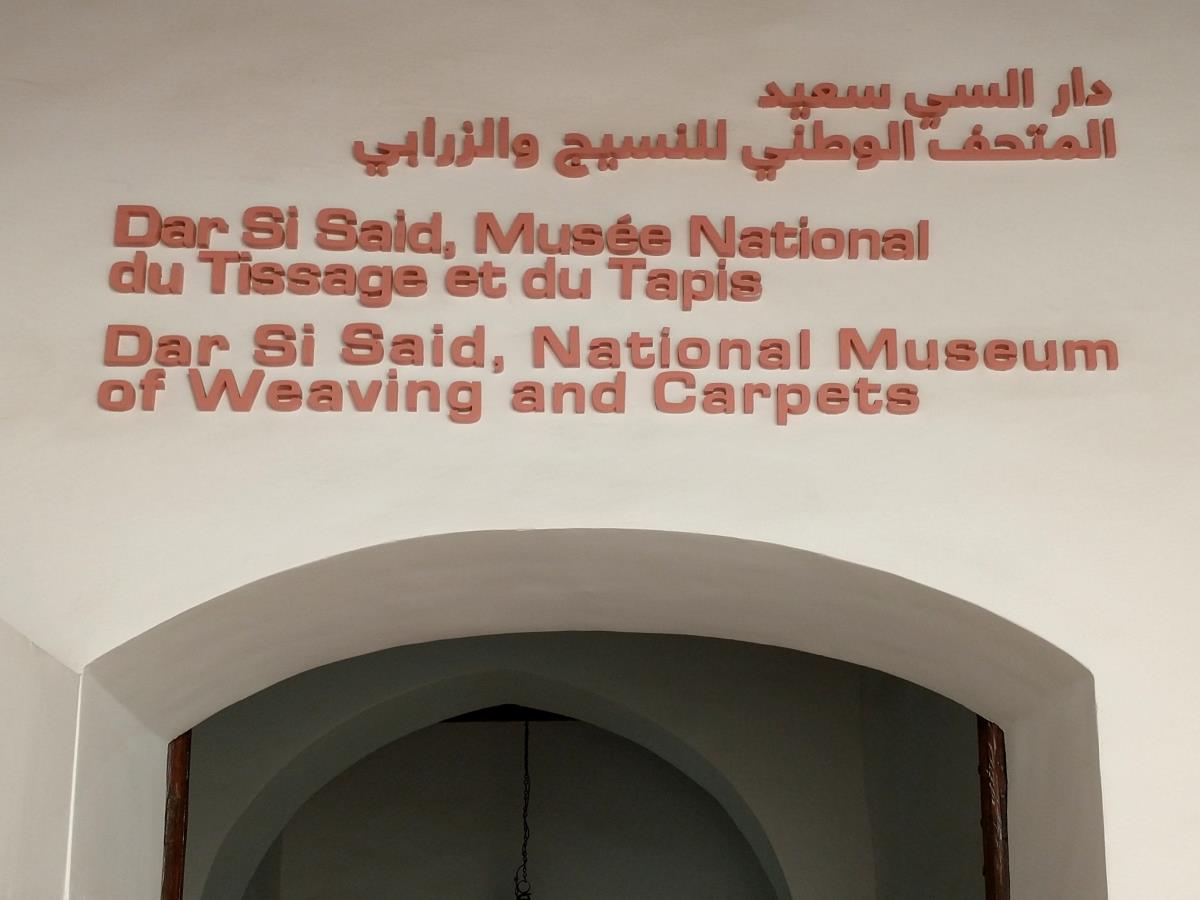 دار السي سعيد
المتحف الوطني للنسيج والزرابي
Dar Si Said, Musée National
du Tissage et du Tapis
Dar Si Said, National Museum
of Weaving and Carpets